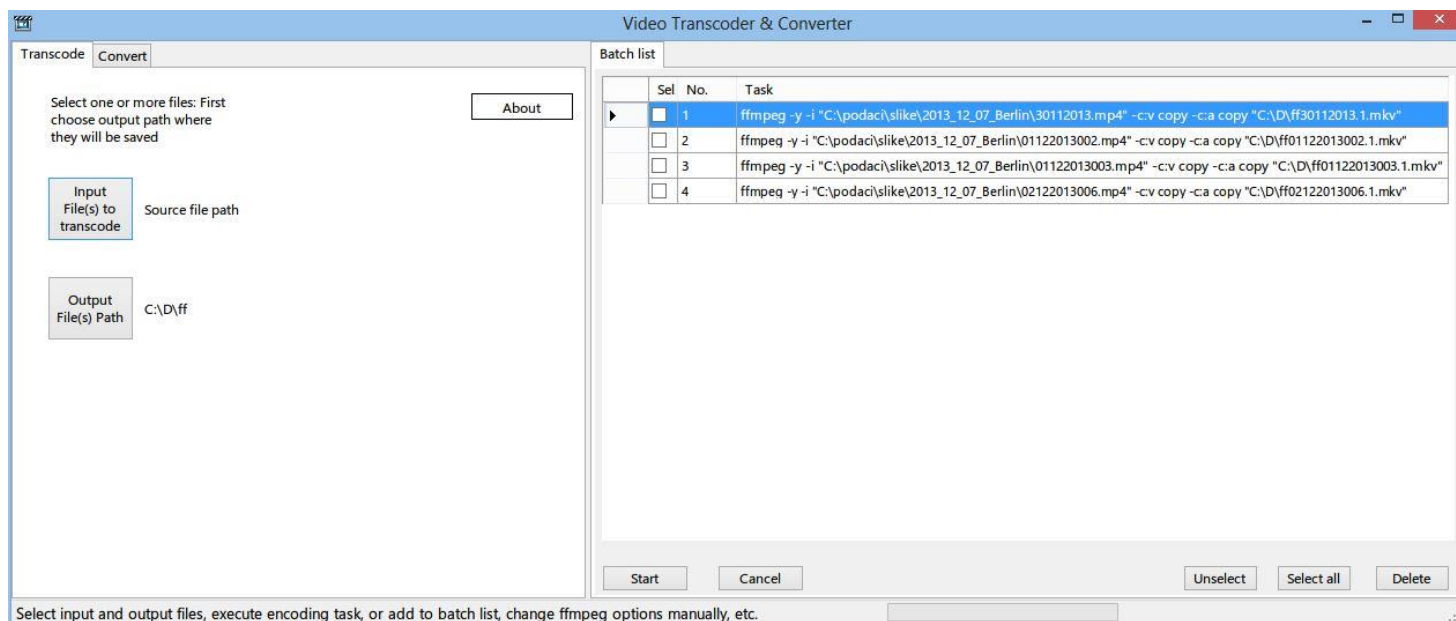 Video Transcoder & Converter
Transcode
Convert
Select one or more files: First
choose output path where
they will be saved
About
Input
File(s) to
transcode
Source file path
Output
File(s) Path
C:\D\ff
Batch list
Sel No. Task
1 ffmpeg -y -i "C:\podaci\slike\2013_12_07_Berlin\30112013.mp4" -c:v copy -c:a copy "C:\D\ff30112013.1.mkv"
2 ffmpeg -y -i "C:\podaci\slike\2013_12_07_Berlin\01122013002.mp4" -c:v copy -c:a copy "C:\D\ff01122013002.1.mkv"
3 ffmpeg -y -i "C:\podaci\slike\2013_12_07_Berlin\01122013003.mp4" -c:v copy -c:a copy "C:\D\ff01122013003.1.mkv"
4 ffmpeg -y -i "C:\podaci\slike\2013_12_07_Berlin\02122013006.mp4" -c:v copy -c:a copy "C:\D\ff02122013006.1.mkv"
Start
Cancel
Unselect
Select all
Delete
Select input and output files, execute encoding task, or add to batch list, change ffmpeg options manually, etc.